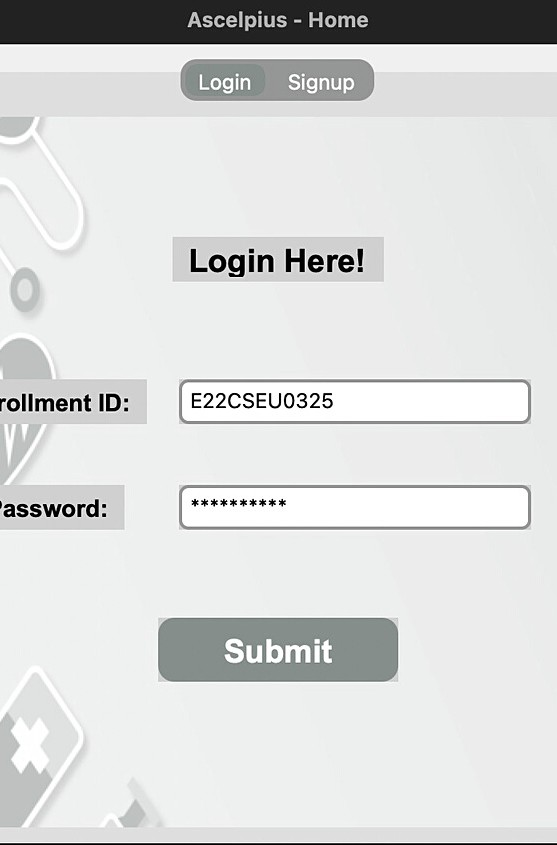 Ascelpius - Home
Login Signup
Login Here!
rollment ID: E22CSEU0325
Password: **********
Submit